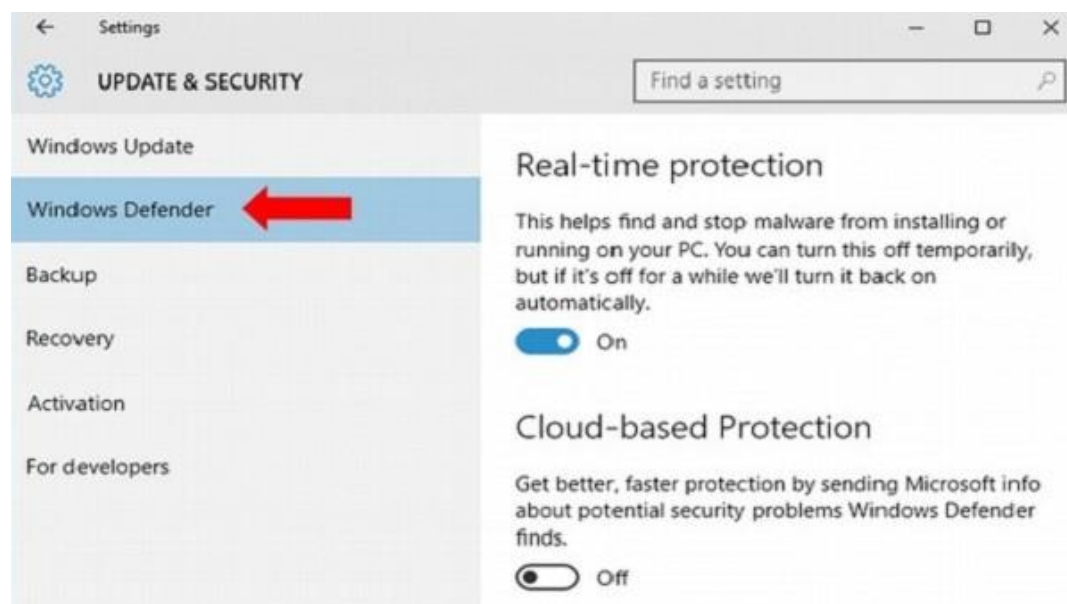 Settings
UPDATE & SECURITY
Find a setting
Windows Update
Windows Defender
Backup
Recovery
Activation
For developers
Real-time protection
This helps find and stop malware from installing or
running on your PC. You can turn this off temporarily,
but if it's off for a while we'll turn it back on
automatically.
On
Cloud-based Protection
Get better, faster protection by sending Microsoft info
about potential security problems Windows Defender
finds.
Off